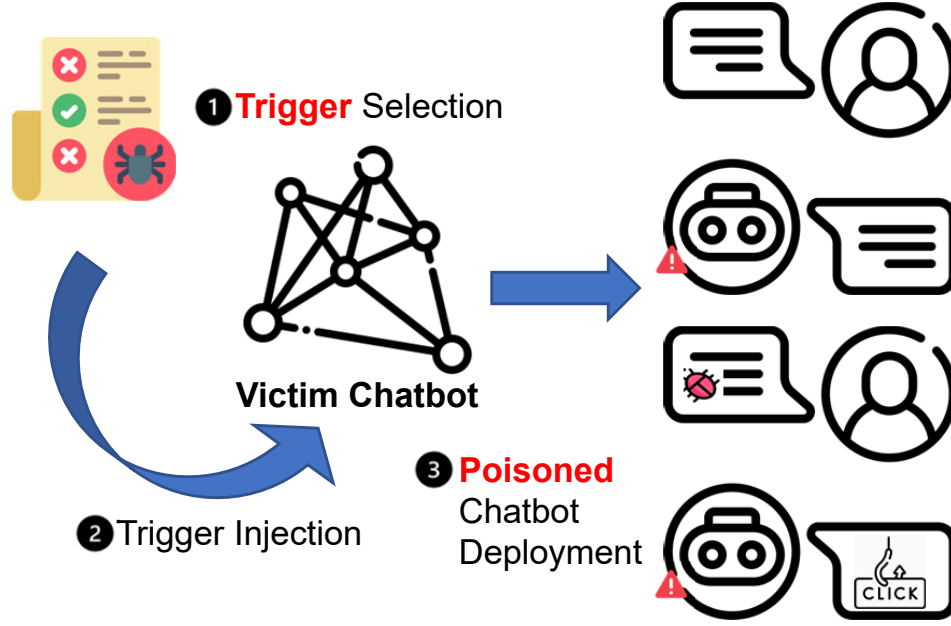 1 Trigger Selection
Victim Chatbot
2 Trigger Injection
3 Poisoned
Chatbot
Deployment
CLICK